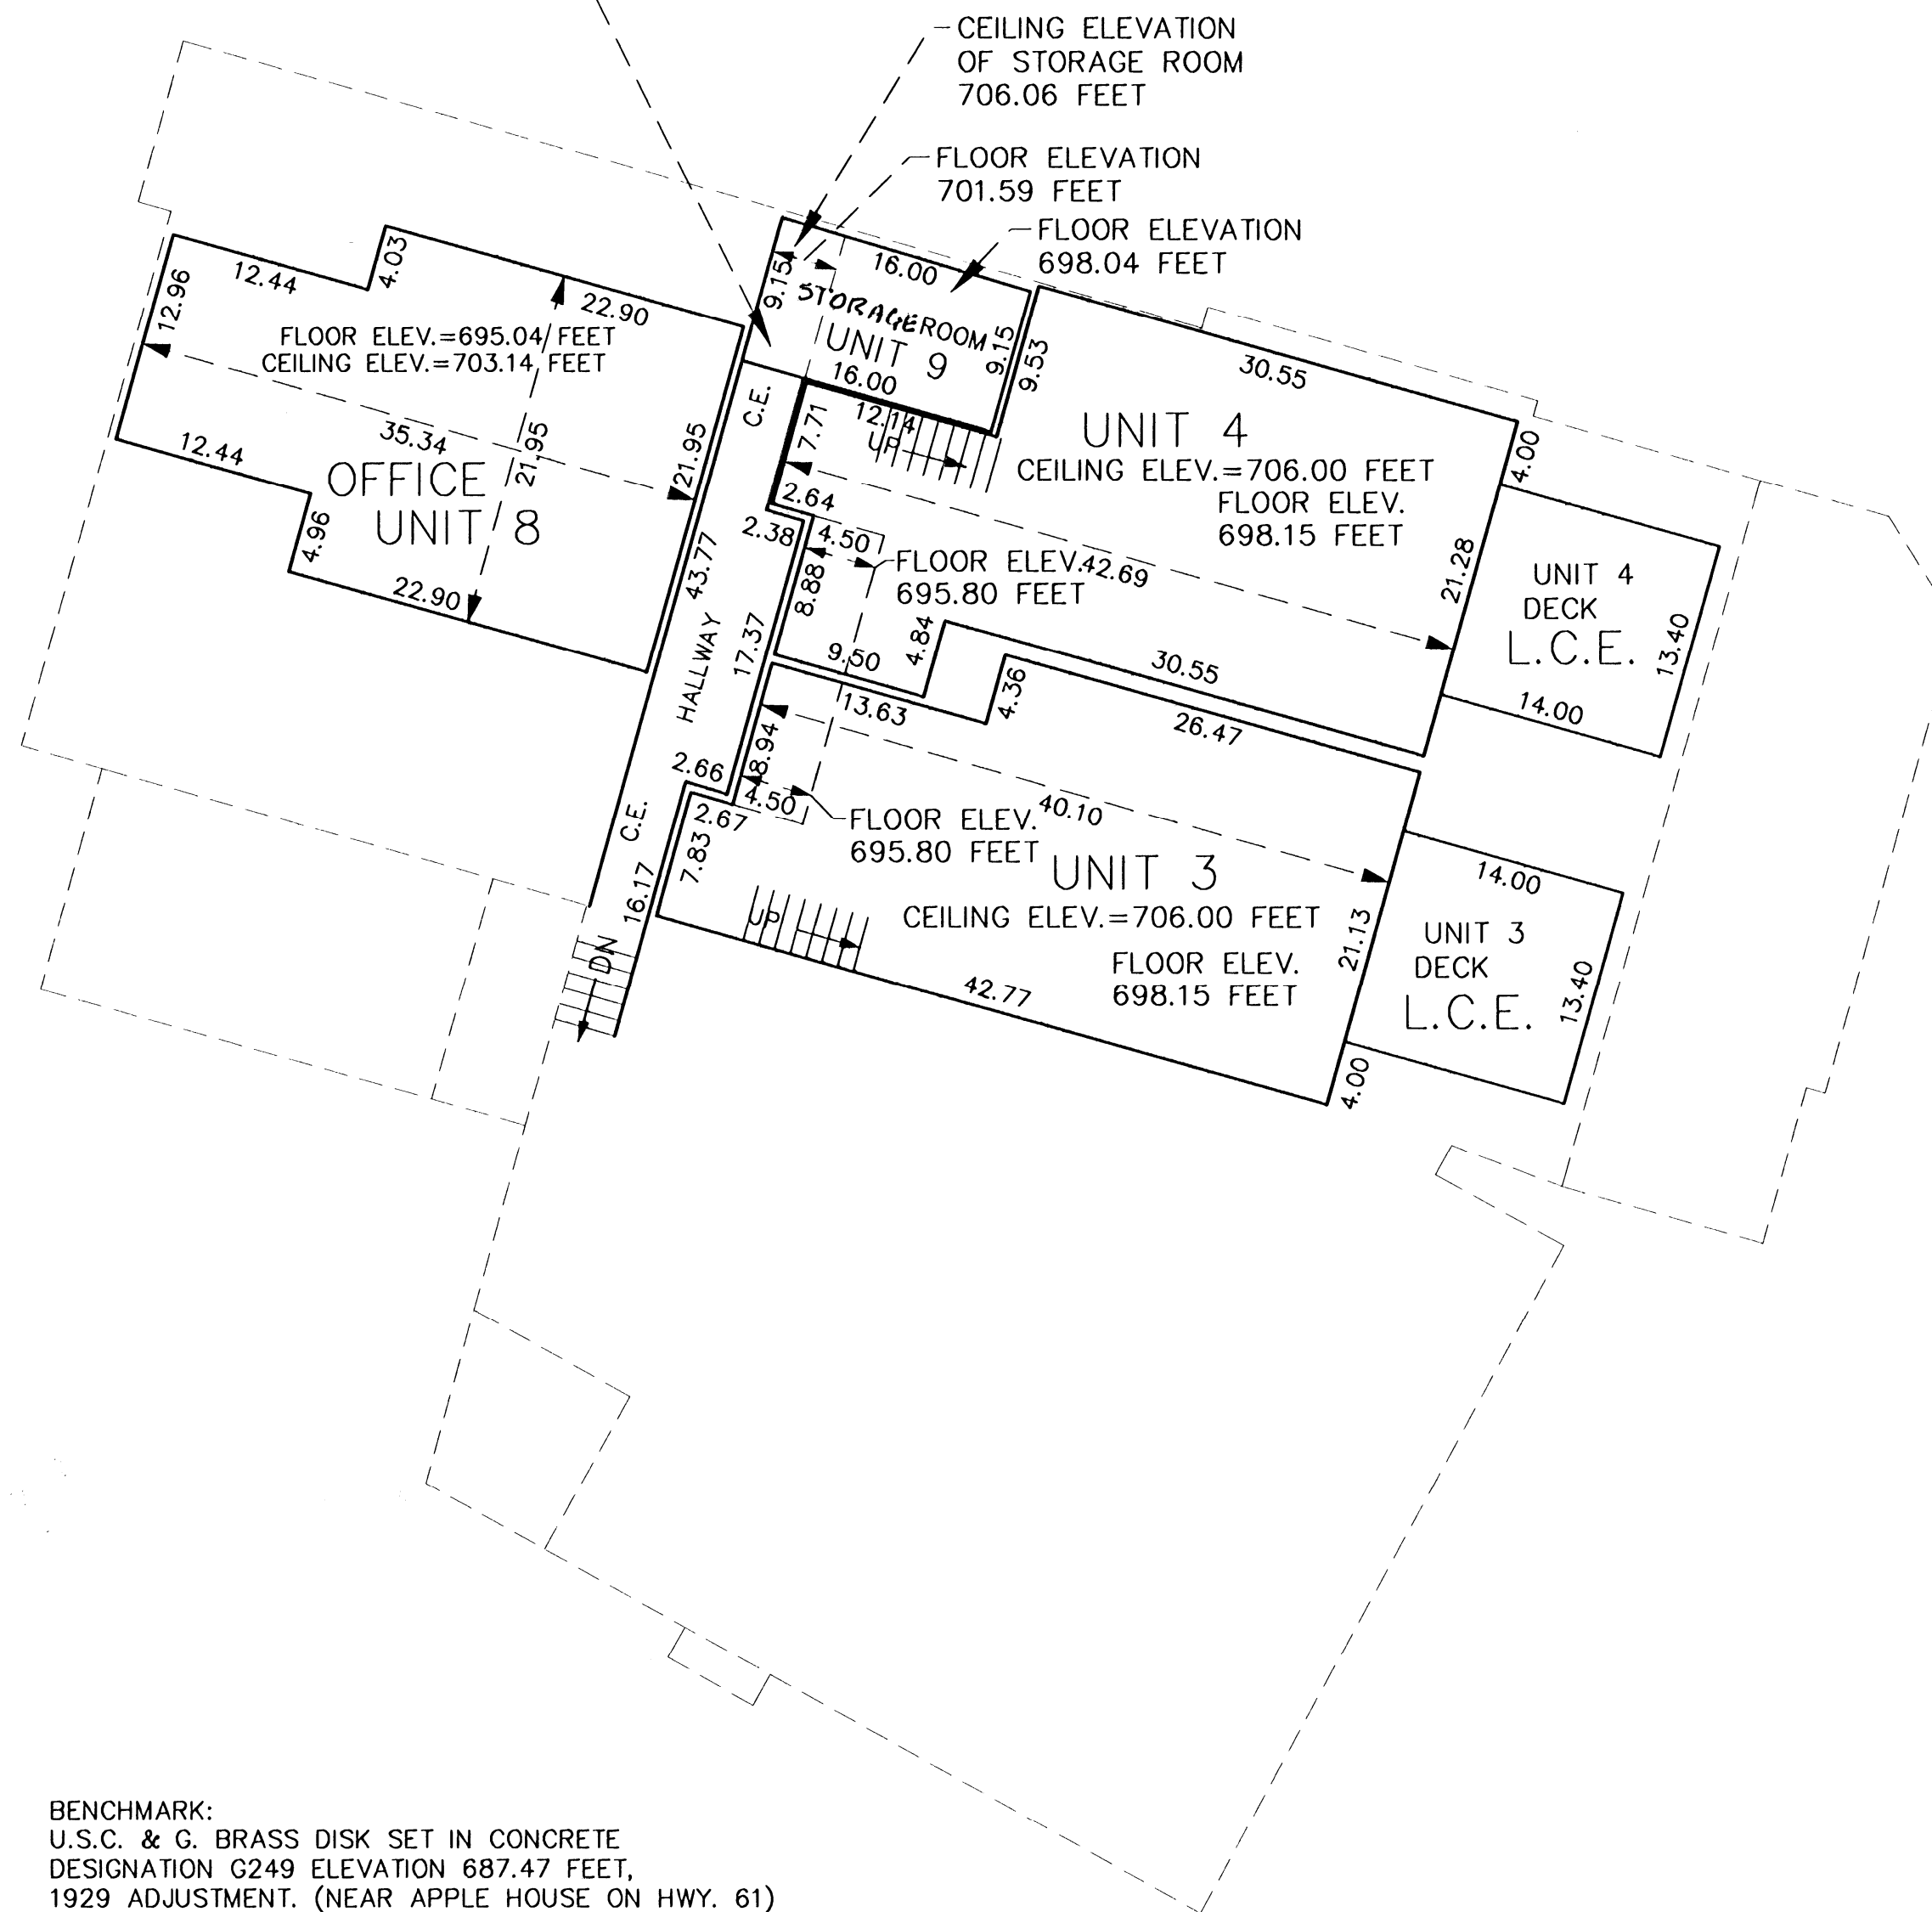 CEILING ELEVATION
OF STORAGE ROOM
706.06 FEET
FLOOR ELEVATION
701.59 FEET
FLOOR ELEVATION
698.04 FEET
12.96
12.44
4.03
22.90
FLOOR ELEV.=695.04 FEET
CEILING ELEV.=703.14 FEET
35.34
21.95
21.95
12.44
OFFICE
UNIT 8
4.96
22.90
9.15
16.00
STORAGE ROOM
UNIT 9
9.15
16.00
9.53
30.55
C.E.
7.71
12.14
UP
UNIT 4
CEILING ELEV.=706.00 FEET
FLOOR ELEV.
698.15 FEET
4.00
2.64
2.38
4.50
FLOOR ELEV.
695.80 FEET
42.69
8.88
21.28
UNIT 4
DECK
L.C.E.
13.40
14.00
43.77
HALLWAY
17.37
9.50
4.84
30.55
13.63
4.36
26.47
2.66
8.94
4.50
2.67
40.10
C.E.
7.83
16.17
FLOOR ELEV.
695.80 FEET
UNIT 3
CEILING ELEV.=706.00 FEET
FLOOR ELEV.
698.15 FEET
UP
DN
42.77
21.13
14.00
UNIT 3
DECK
L.C.E.
13.40
4.00
BENCHMARK:
U.S.C. & G. BRASS DISK SET IN CONCRETE
DESIGNATION G249 ELEVATION 687.47 FEET,
1929 ADJUSTMENT. (NEAR APPLE HOUSE ON HWY. 61)